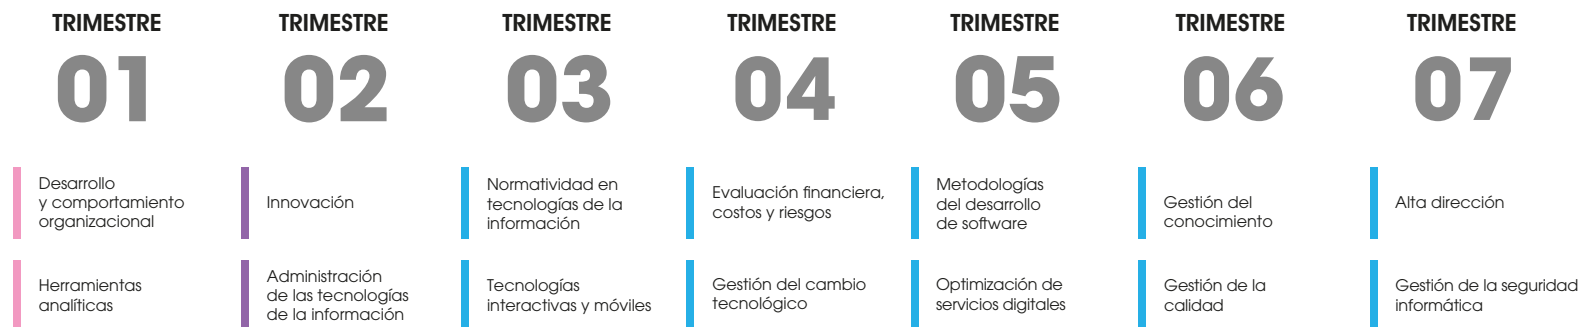 TRIMESTRE
01
Desarrollo
y comportamiento
organizacional
Herramientas
analíticas
TRIMESTRE
02
Innovación
Administración
de las tecnologías
de la información
TRIMESTRE
03
Normatividad en
tecnologías de la
información
Tecnologías
interactivas y móviles
TRIMESTRE
04
Evaluación financiera,
costos y riesgos
Gestión del cambio
tecnológico
TRIMESTRE
05
Metodologías
del desarrollo
de software
Optimización de
servicios digitales
TRIMESTRE
06
Gestión del
conocimiento
Gestión de la
calidad
TRIMESTRE
07
Alta dirección
Gestión de la seguridad
informática